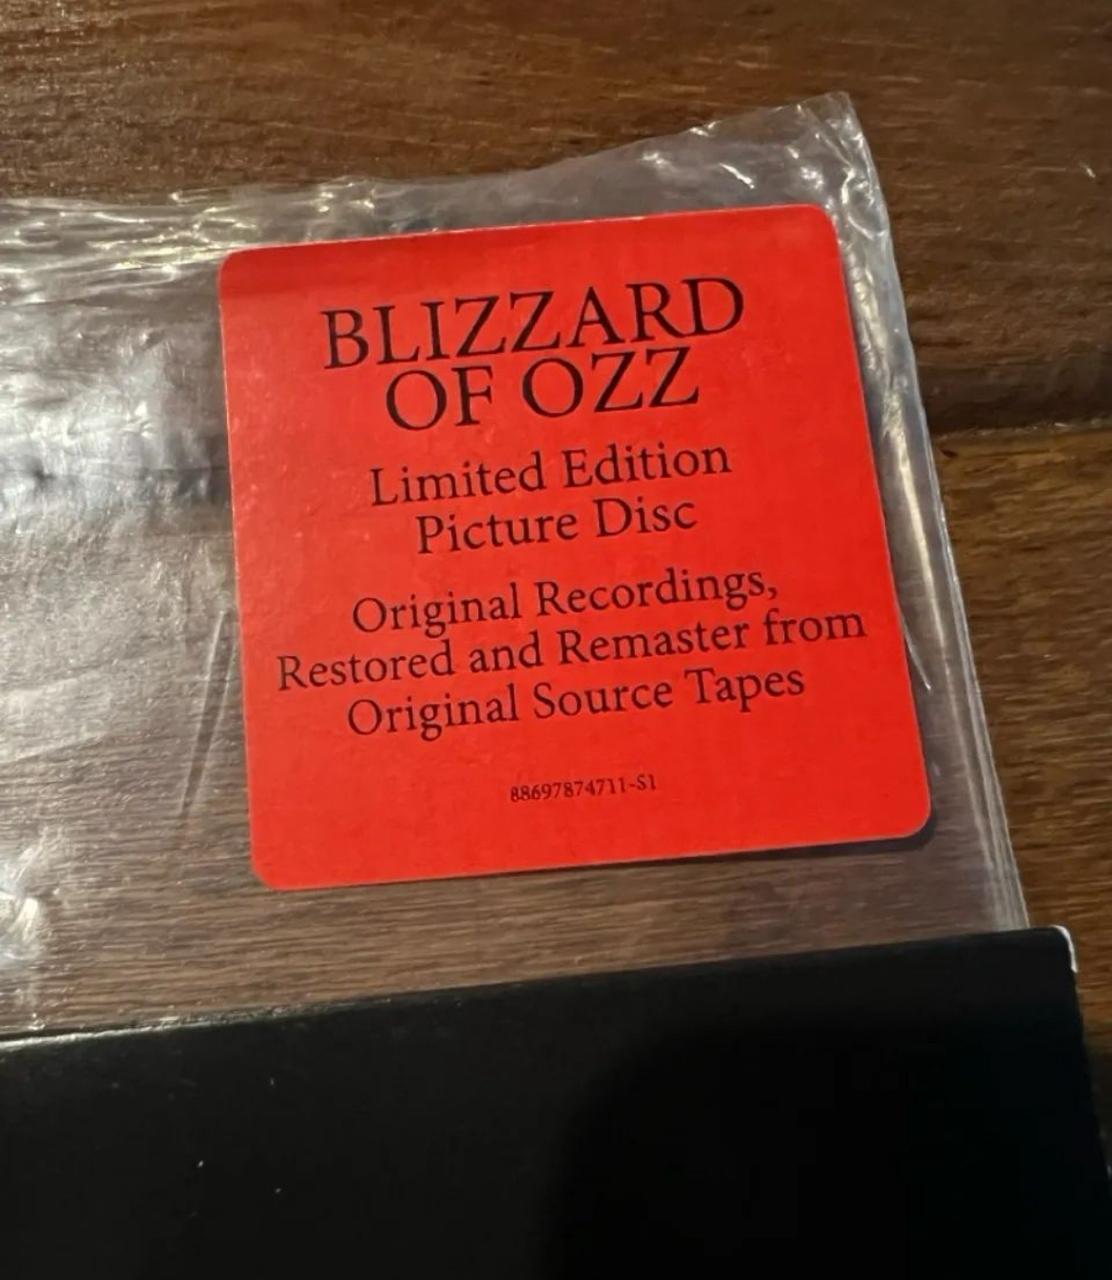 BLIZZARD
OF OZZ
Limited Edition
Picture Disc
Original Recordings,
Restored and Remaster from
Original Source Tapes
88697874711-S1